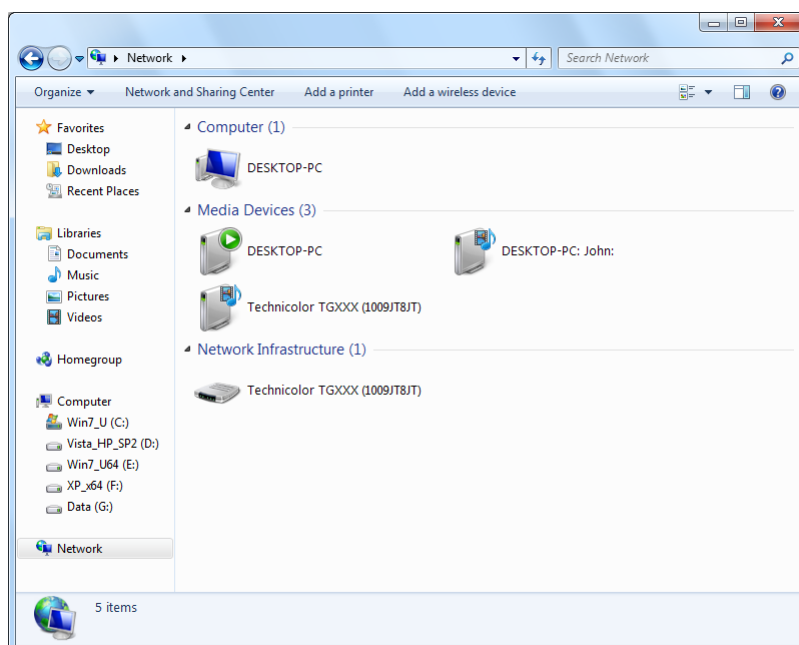 Network
Search Network
Organize
Network and Sharing Center
Add a printer
Add a wireless device
Favorites
Desktop
Downloads
Recent Places
Libraries
Documents
Music
Pictures
Videos
Homegroup
Computer
Win7_U (C:)
Vista_HP_SP2 (D:)
Win7_U64 (E:)
XP_x64 (F:)
Data (G:)
Network
Computer (1)
DESKTOP-PC
Media Devices (3)
DESKTOP-PC
DESKTOP-PC: John:
Technicolor TGXXX (1009JT8JT)
Network Infrastructure (1)
Technicolor TGXXX (1009JT8JT)
5 items